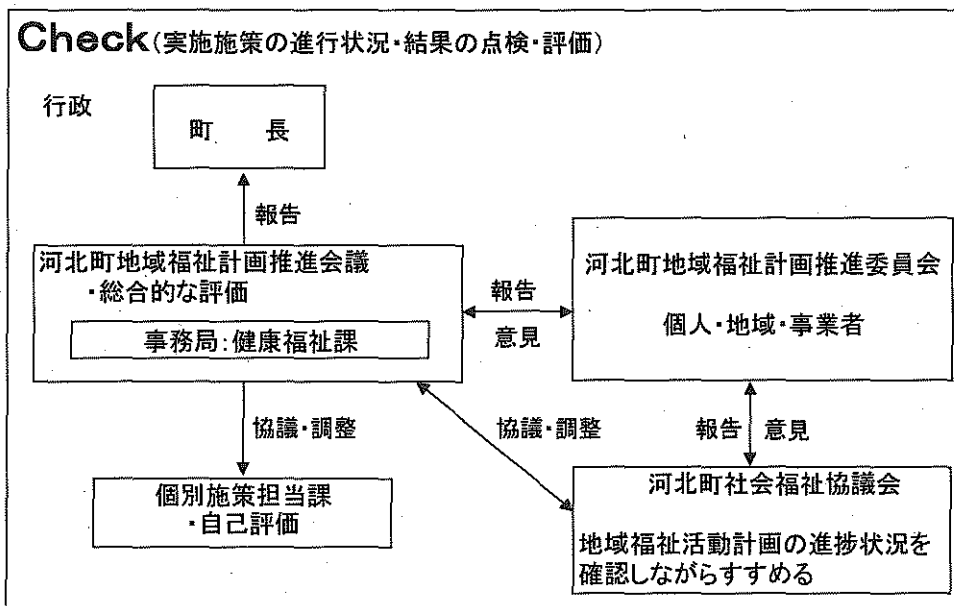 Check(実施施策の進行状況・結果の点検・評価)
行政
町 長
報告
河北町地域福祉計画推進会議
・総合的な評価
事務局:健康福祉課
報告
意見
河北町地域福祉計画推進委員会
個人・地域・事業者
協議・調整
協議・調整
報告 意見
個別施策担当課
・自己評価
河北町社会福祉協議会
地域福祉活動計画の進捗状況を
確認しながらすすめる